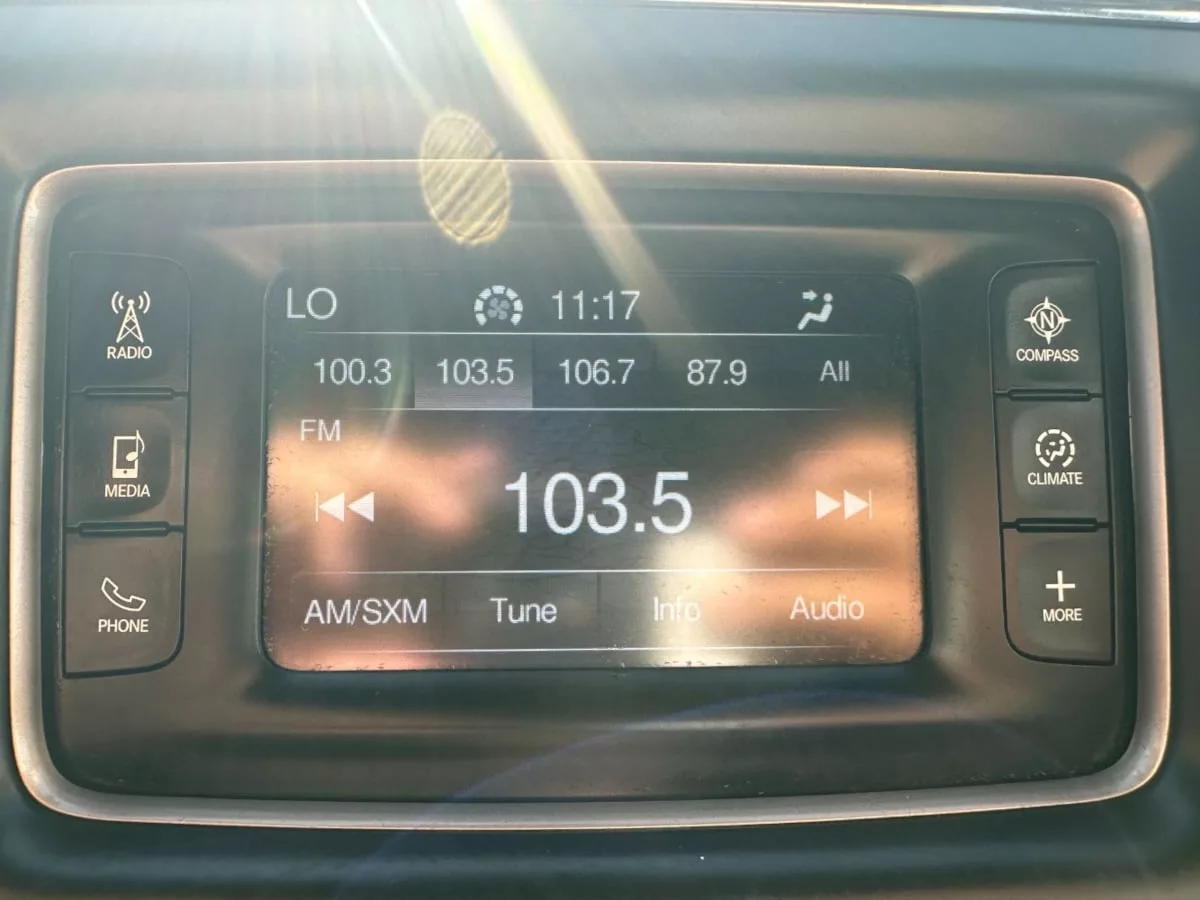 LO 11:17
RADIO
N
COMPASS
100.3 103.5 106.7 87.9 All
FM
MEDIA
CLIMATE
103.5
PHONE
AM/SXM Tune Info Audio
MORE